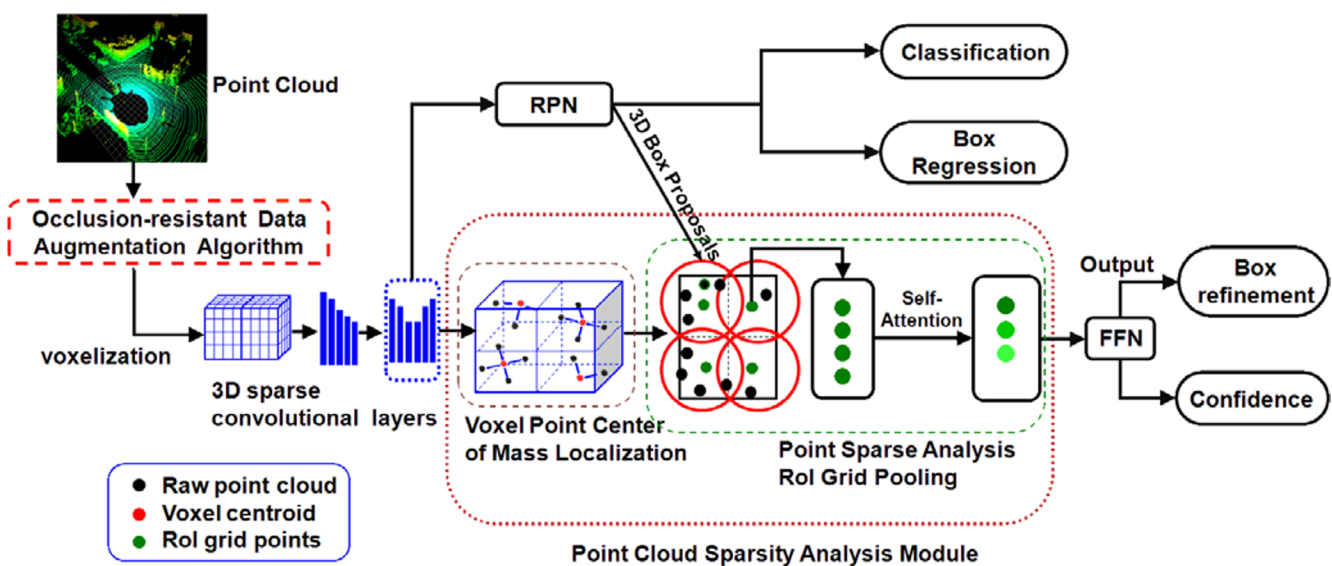 Point Cloud
Occlusion-resistant Data
Augmentation Algorithm
voxelization
3D sparse
convolutional layers
RPN
3D Box Proposals
Classification
Box
Regression
Voxel Point Center
of Mass Localization
Self-
Attention
Point Sparse Analysis
RoI Grid Pooling
Output
FFN
Box
refinement
Confidence
Raw point cloud
Voxel centroid
RoI grid points
Point Cloud Sparsity Analysis Module